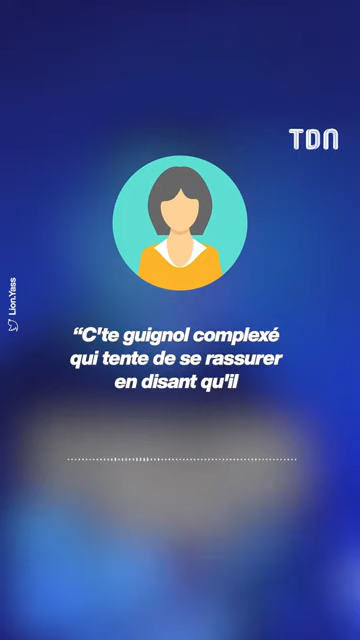 TDN
Lion.Yass
“C'te guignol complexé
qui tente de se rassurer
en disant qu'il